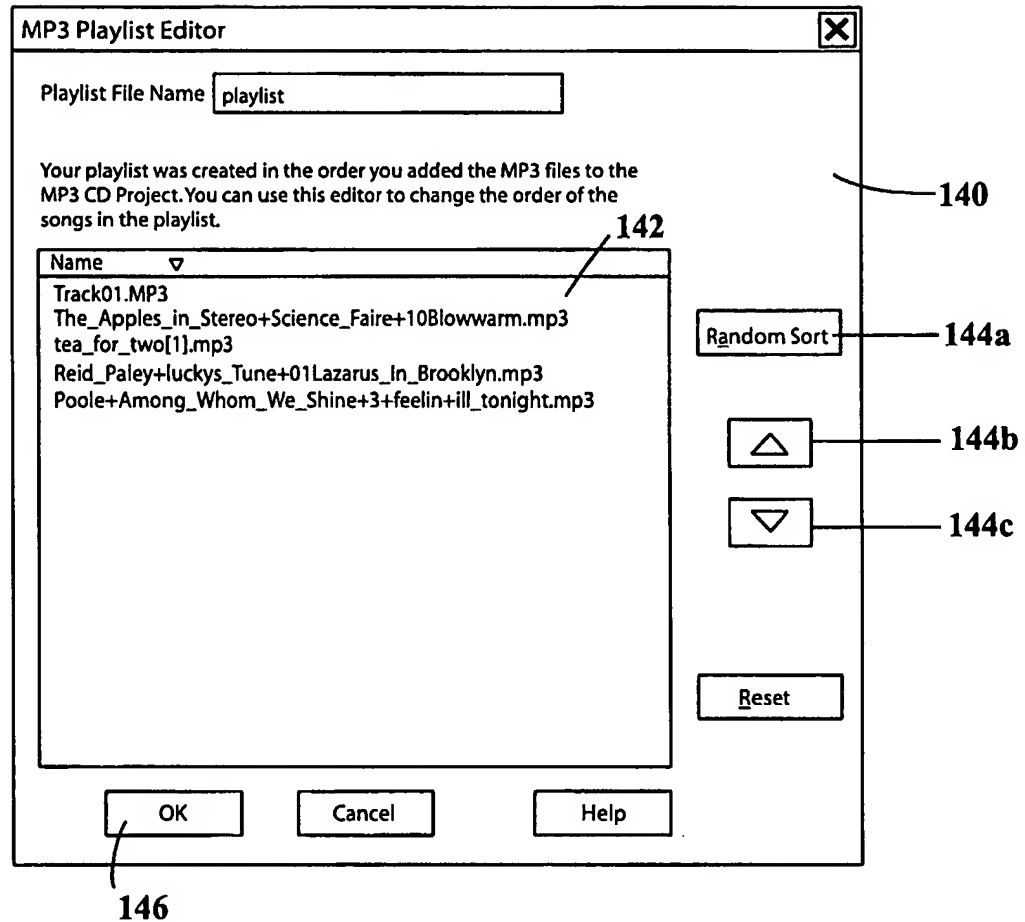 MP3 Playlist Editor
Playlist File Name playlist
Your playlist was created in the order you added the MP3 files to the
MP3 CD Project. You can use this editor to change the order of the
songs in the playlist.
140
142
Name
Track01.MP3
The_Apples_in_Stereo+Science_Faire+10Blowwarm.mp3
tea_for_two[1].mp3
Reid_Paley+luckys_Tune+01Lazarus_In_Brooklyn.mp3
Poole+Among_Whom_We_Shine+3+feelin+ill_tonight.mp3
Random Sort
144a
144b
144c
Reset
OK
Cancel
Help
146